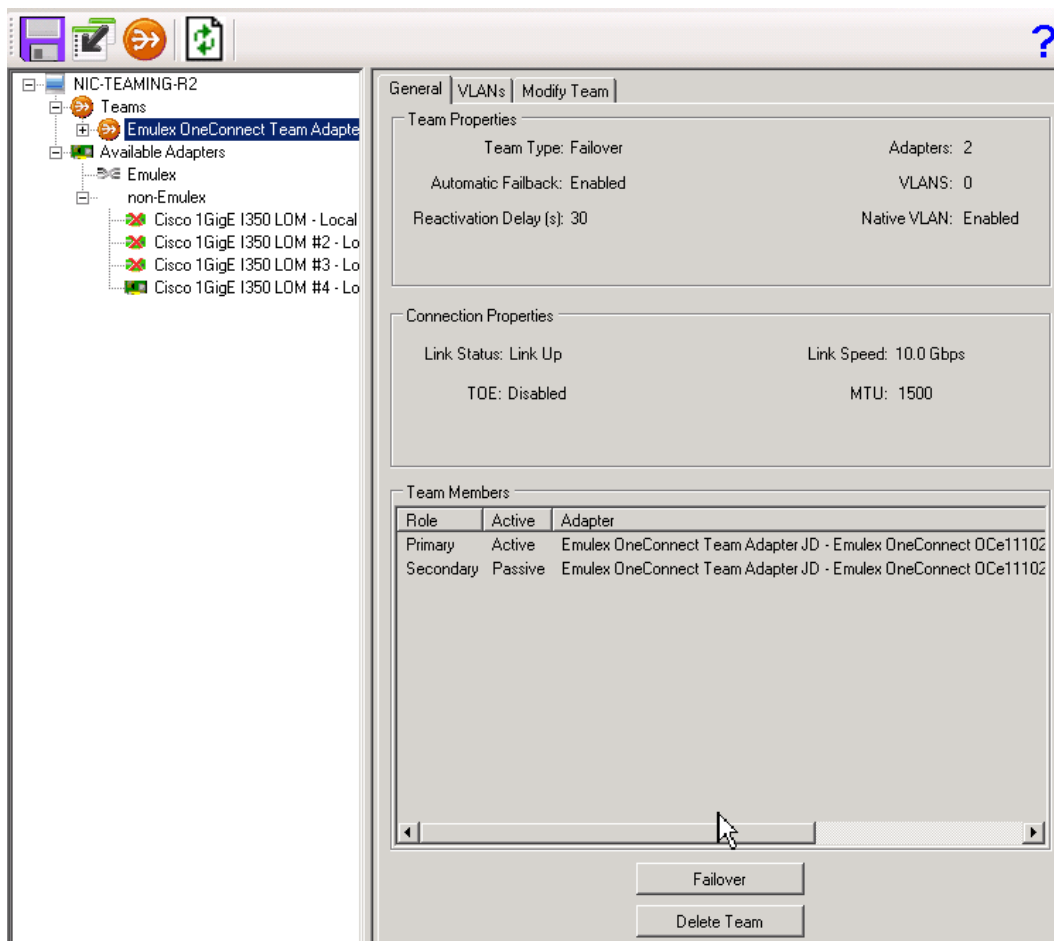 ?
NIC-TEAMING-R2
Teams
Emulex OneConnect Team Adapte
Available Adapters
Emulex
non-Emulex
Cisco 1GigE I350 LOM - Local
Cisco 1GigE I350 LOM #2 - Lo
Cisco 1GigE I350 LOM #3 - Lo
Cisco 1GigE I350 LOM #4 - Lo
General VLANs Modify Team
Team Properties
Team Type: Failover Adapters: 2
Automatic Failback: Enabled VLANS: 0
Reactivation Delay (s): 30 Native VLAN: Enabled
Connection Properties
Link Status: Link Up Link Speed: 10.0 Gbps
TOE: Disabled MTU: 1500
Team Members
Role Active Adapter
Primary Active Emulex OneConnect Team Adapter JD - Emulex OneConnect OCe11102
Secondary Passive Emulex OneConnect Team Adapter JD - Emulex OneConnect OCe11102
Failover
Delete Team